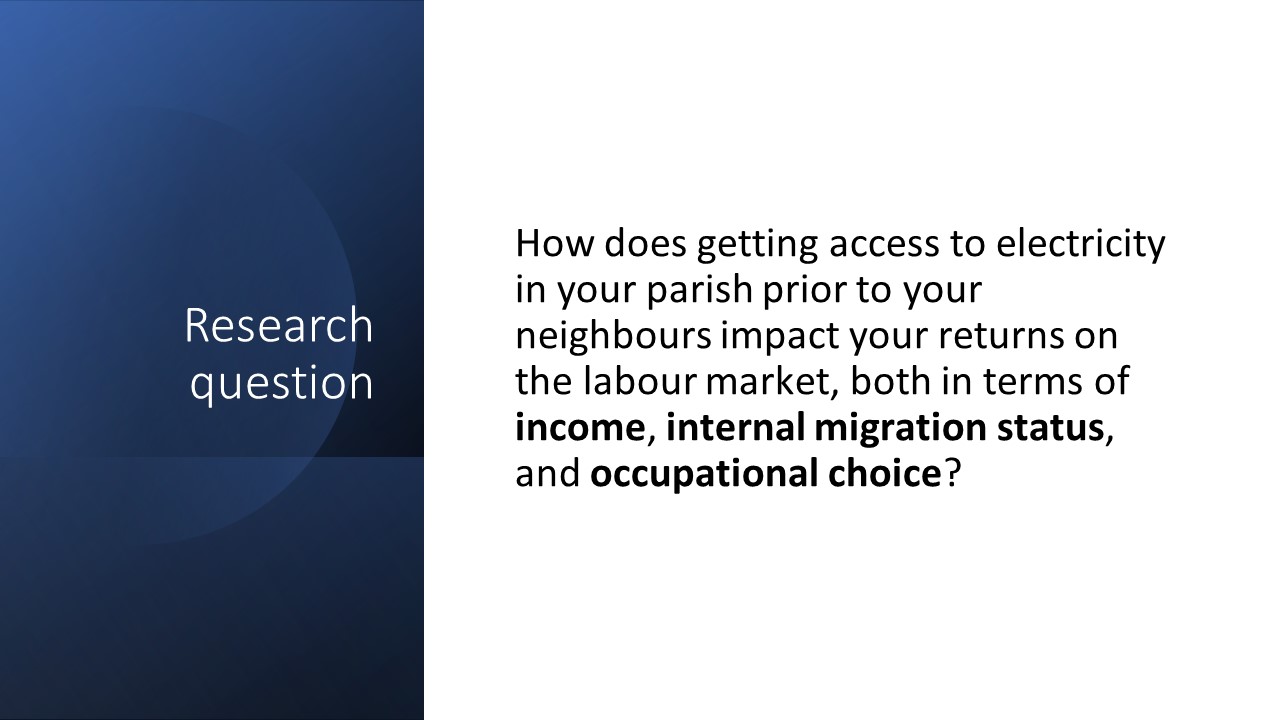 Research
question
How does getting access to electricity
in your parish prior to your
neighbours impact your returns on
the labour market, both in terms of
income, internal migration status,
and occupational choice?